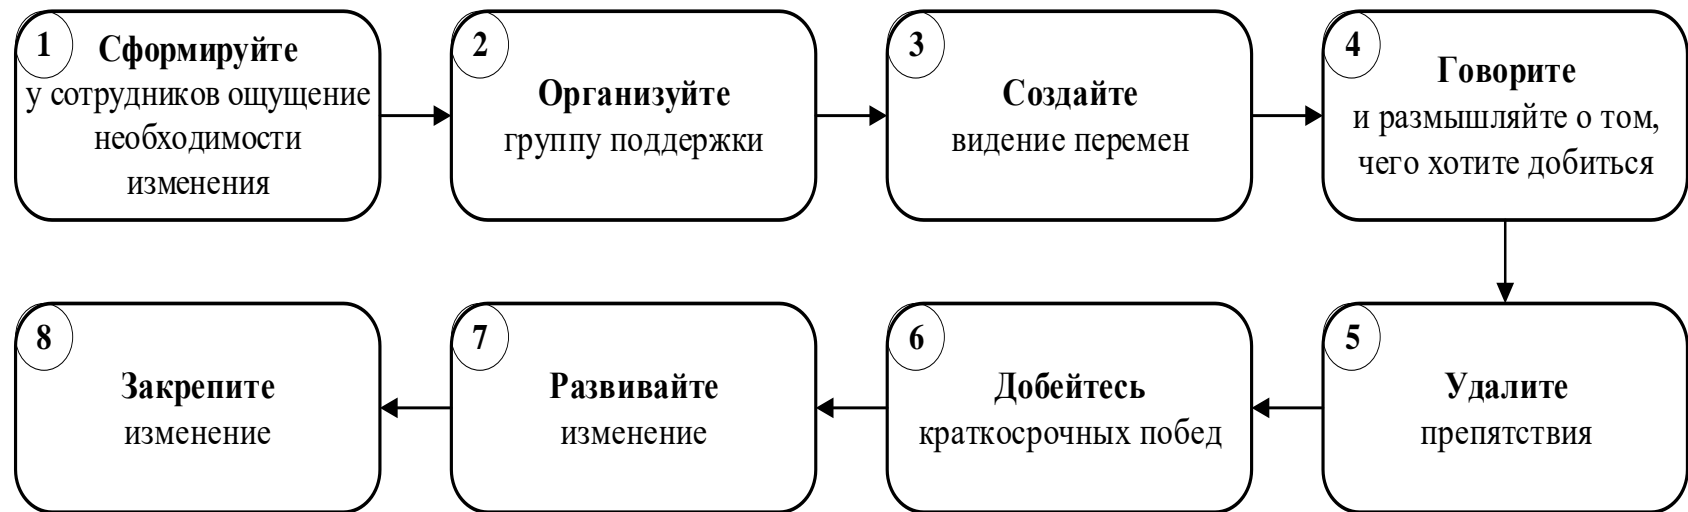 1
Сформируйте
у сотрудников ощущение
необходимости
изменения
2
Организуйте
группу поддержки
3
Создайте
видение перемен
4
Говорите
и размышляйте о том,
чего хотите добиться
5
Удалите
препятствия
6
Добейтесь
краткосрочных побед
7
Развивайте
изменение
8
Закрепите
изменение